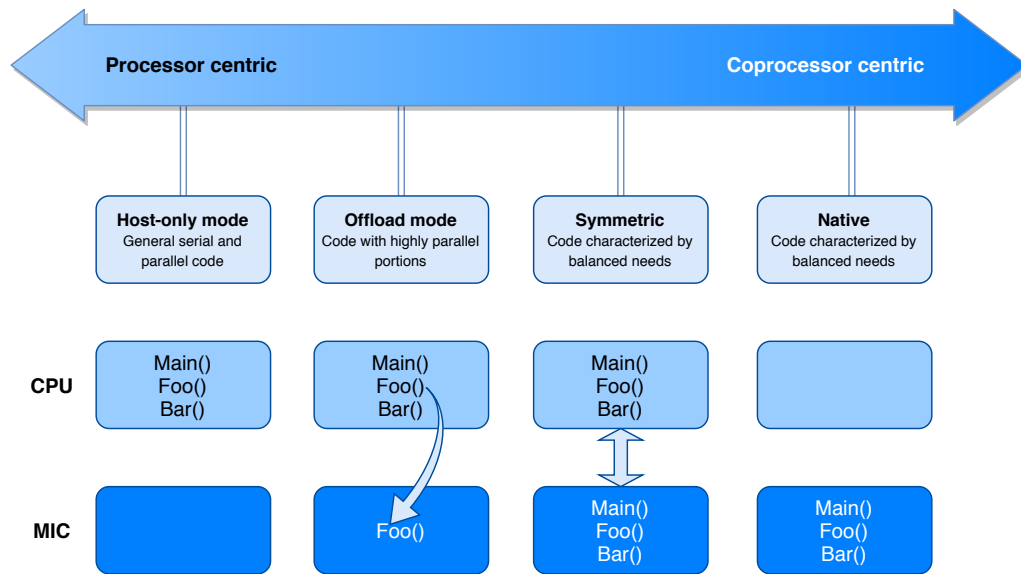 Processor centric
Coprocessor centric
Host-only mode
General serial and
parallel code
Offload mode
Code with highly parallel
portions
Symmetric
Code characterized by
balanced needs
Native
Code characterized by
balanced needs
CPU
Main()
Foo()
Bar()
Main()
Foo()
Bar()
Main()
Foo()
Bar()
MIC
Foo()
Main()
Foo()
Bar()
Main()
Foo()
Bar()